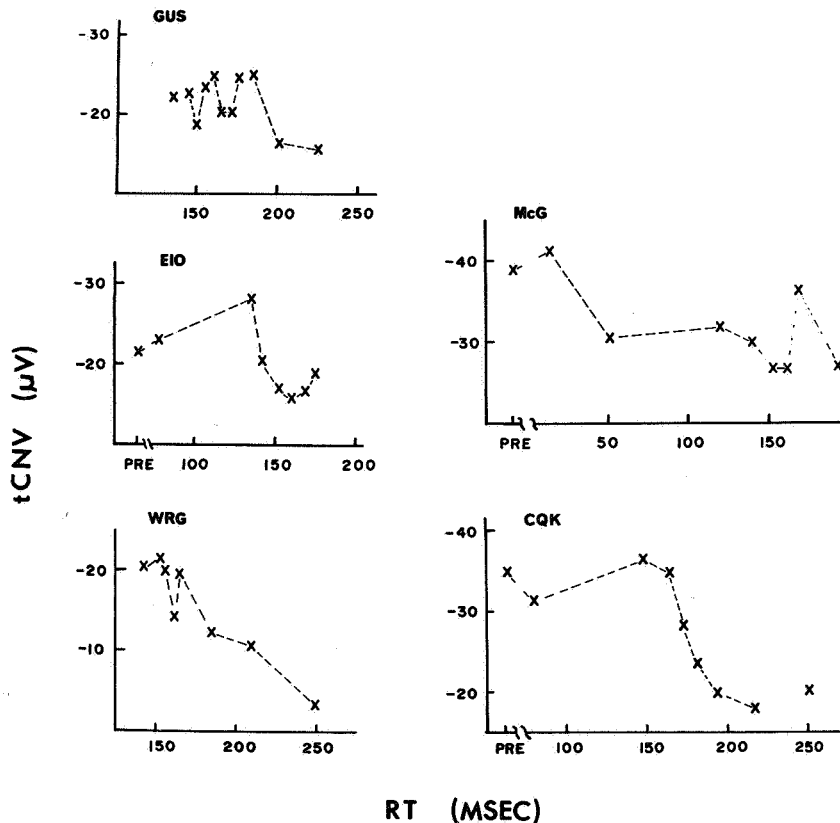 GUS
-30
-20
150 200 250
McG
-40
-30
PRE 50 100 150
EIO
-30
-20
PRE 100 150 200
WRG
-20
-10
150 200 250
CQK
-40
-30
-20
PRE 100 150 200 250
tCNV (µV)
RT (MSEC)